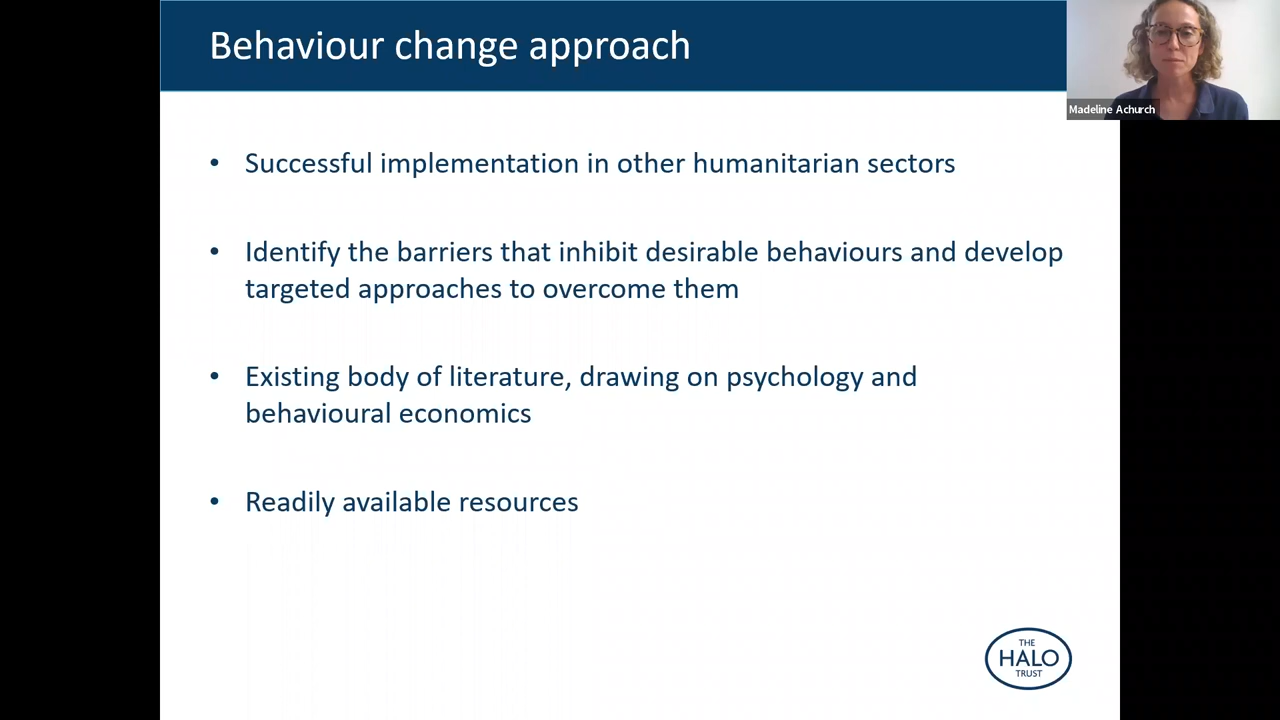 Behaviour change approach
Madeline Achurch
• Successful implementation in other humanitarian sectors
• Identify the barriers that inhibit desirable behaviours and develop
targeted approaches to overcome them
• Existing body of literature, drawing on psychology and
behavioural economics
• Readily available resources
THE
HALO
TRUST